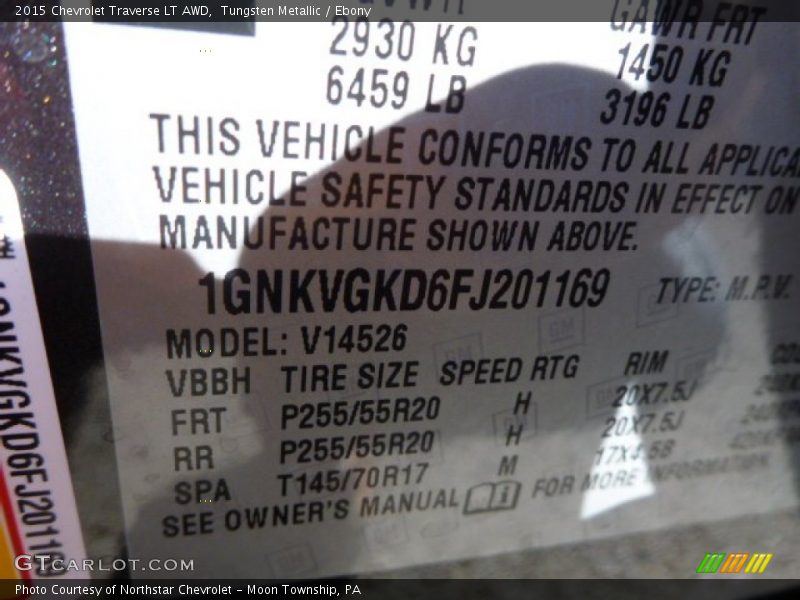 2015 Chevrolet Traverse LT AWD, Tungsten Metallic / Ebony
GAWR FRT
2930 KG
1450 KG
6459 LB
3196 LB
THIS VEHICLE CONFORMS TO ALL APPLICA
VEHICLE SAFETY STANDARDS IN EFFECT ON
MANUFACTURE SHOWN ABOVE.
1GNKVGKD6FJ201169 TYPE: M.P.V.
MODEL: V14526
VBBH TIRE SIZE SPEED RTG RIM
FRT P255/55R20 H 20X7.5J
RR P255/55R20 H 20X7.5J
SPA T145/70R17 M 17X4.5B
SEE OWNER'S MANUAL FOR MORE INFORMATION
GNKVGKD6FJ201169
GTCARLOT.COM
Photo Courtesy of Northstar Chevrolet - Moon Township, PA